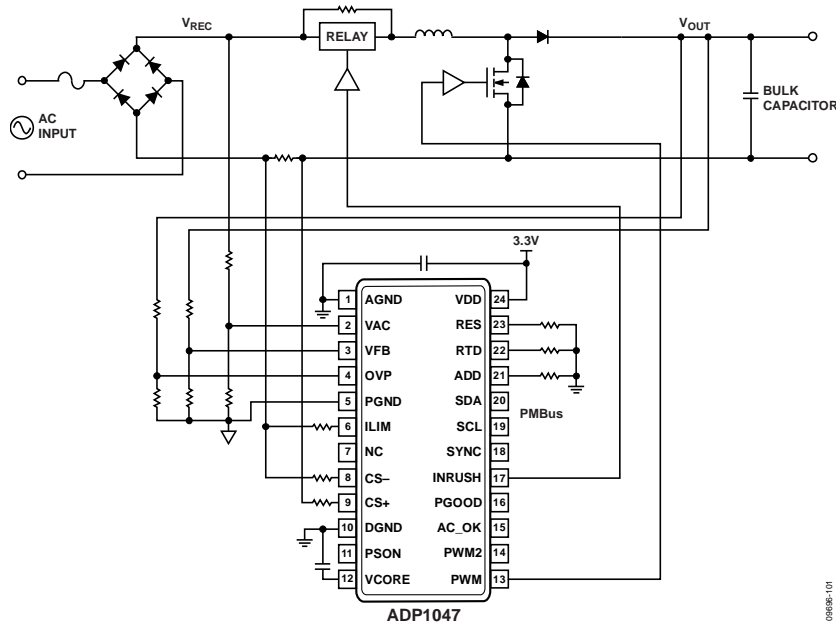 V_REC
RELAY
V_OUT
AC
INPUT
BULK
CAPACITOR
3.3V
1 AGND VDD 24
2 VAC RES 23
3 VFB RTD 22
4 OVP ADD 21
5 PGND SDA 20
PMBus
6 ILIM SCL 19
7 NC SYNC 18
8 CS– INRUSH 17
9 CS+ PGOOD 16
10 DGND AC_OK 15
11 PSON PWM2 14
12 VCORE PWM 13
ADP1047
09696-101